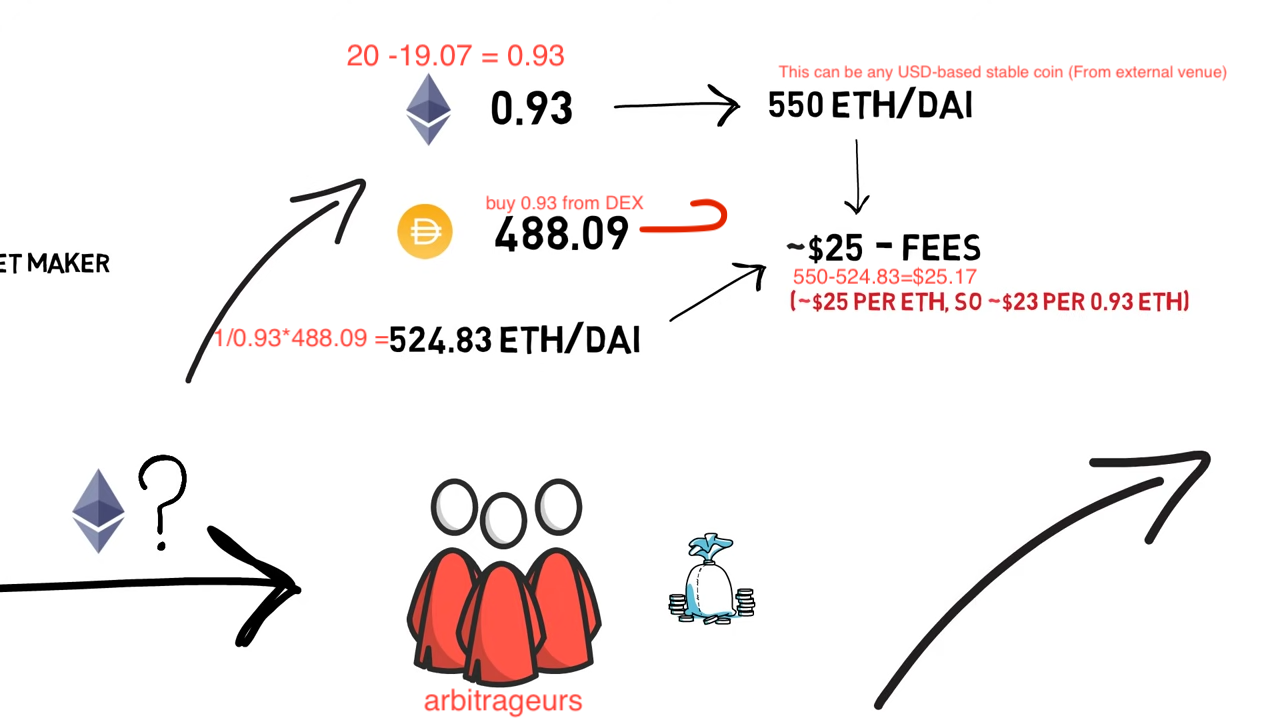 20 -19.07 = 0.93
0.93
This can be any USD-based stable coin (From external venue)
550 ETH/DAI
buy 0.93 from DEX
488.09
~$25 - FEES
550-524.83=$25.17
(~$25 PER ETH, SO ~$23 PER 0.93 ETH)
ET MAKER
1/0.93*488.09 =524.83 ETH/DAI
?
arbitrageurs